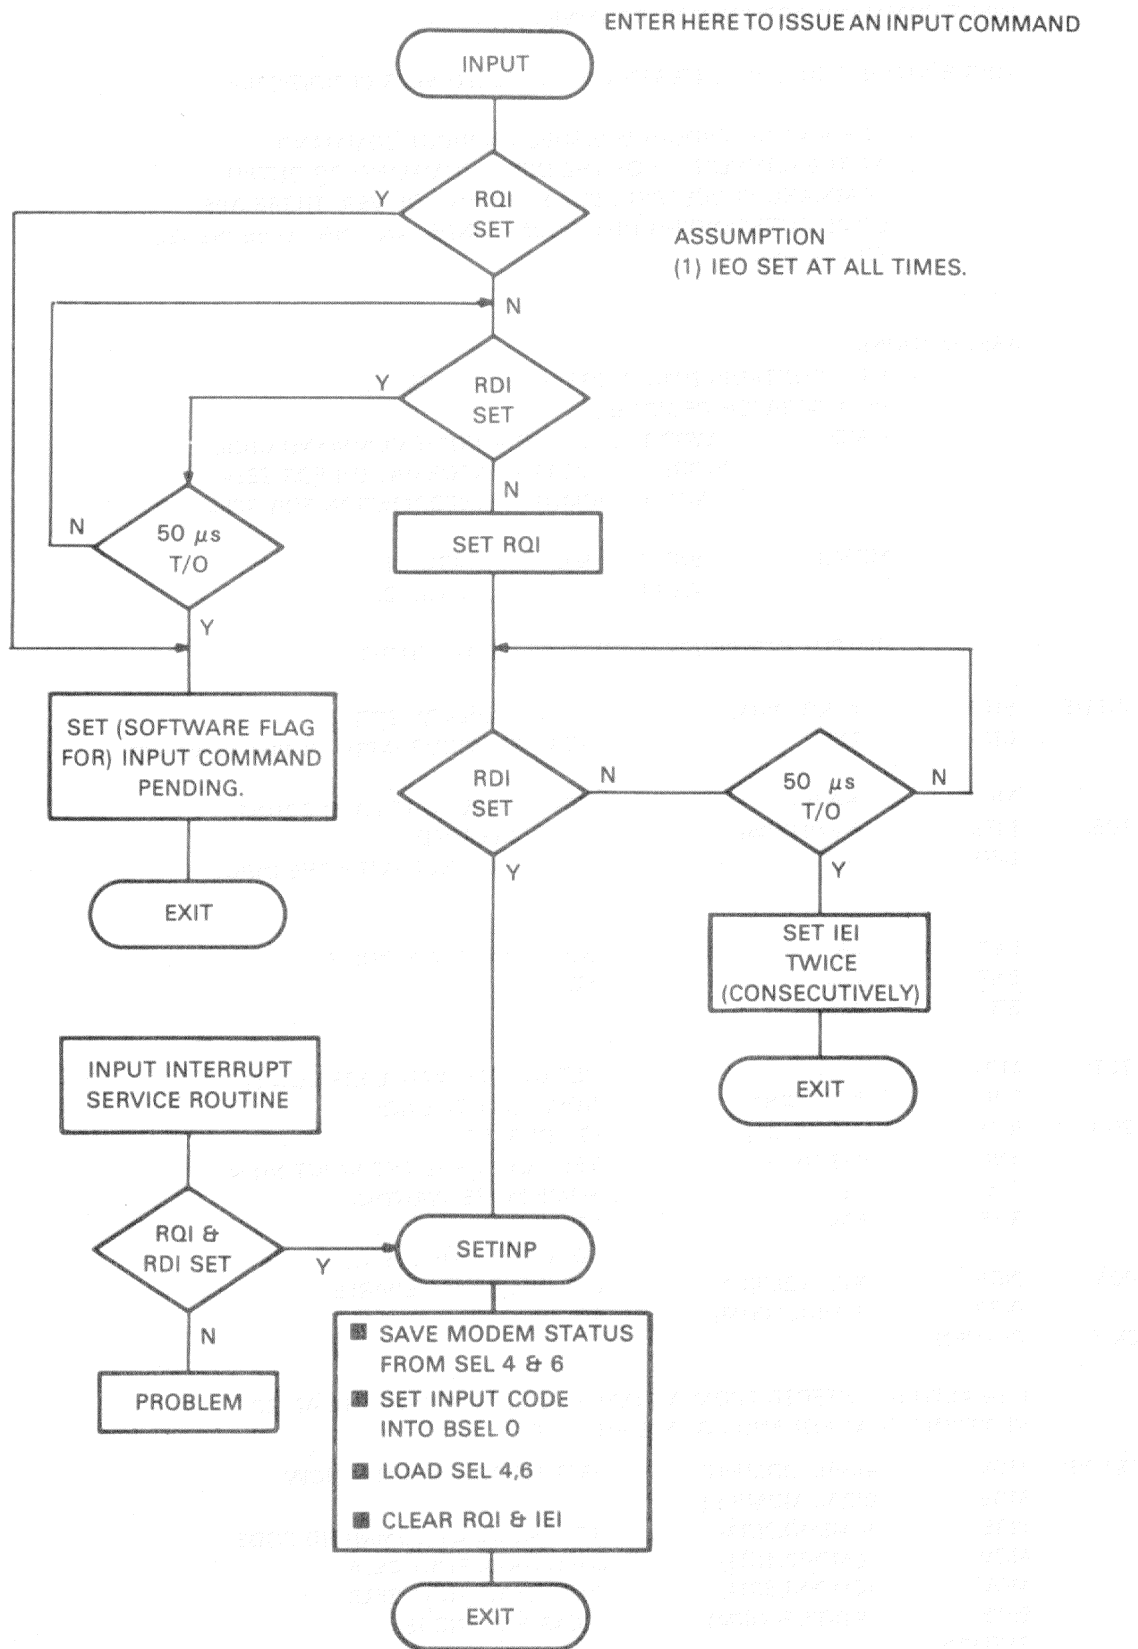 ENTER HERE TO ISSUE AN INPUT COMMAND
INPUT
Y
RQI
SET
ASSUMPTION
(1) IEO SET AT ALL TIMES.
N
Y
RDI
SET
N
N
50 μs
T/O
Y
SET RQI
SET (SOFTWARE FLAG
FOR) INPUT COMMAND
PENDING.
EXIT
RDI
SET
N
50 μs
T/O
N
Y
Y
SET IEI
TWICE
(CONSECUTIVELY)
EXIT
INPUT INTERRUPT
SERVICE ROUTINE
RQI &
RDI SET
Y
N
PROBLEM
SETINP
■ SAVE MODEM STATUS
FROM SEL 4 & 6
■ SET INPUT CODE
INTO BSEL 0
■ LOAD SEL 4,6
■ CLEAR RQI & IEI
EXIT